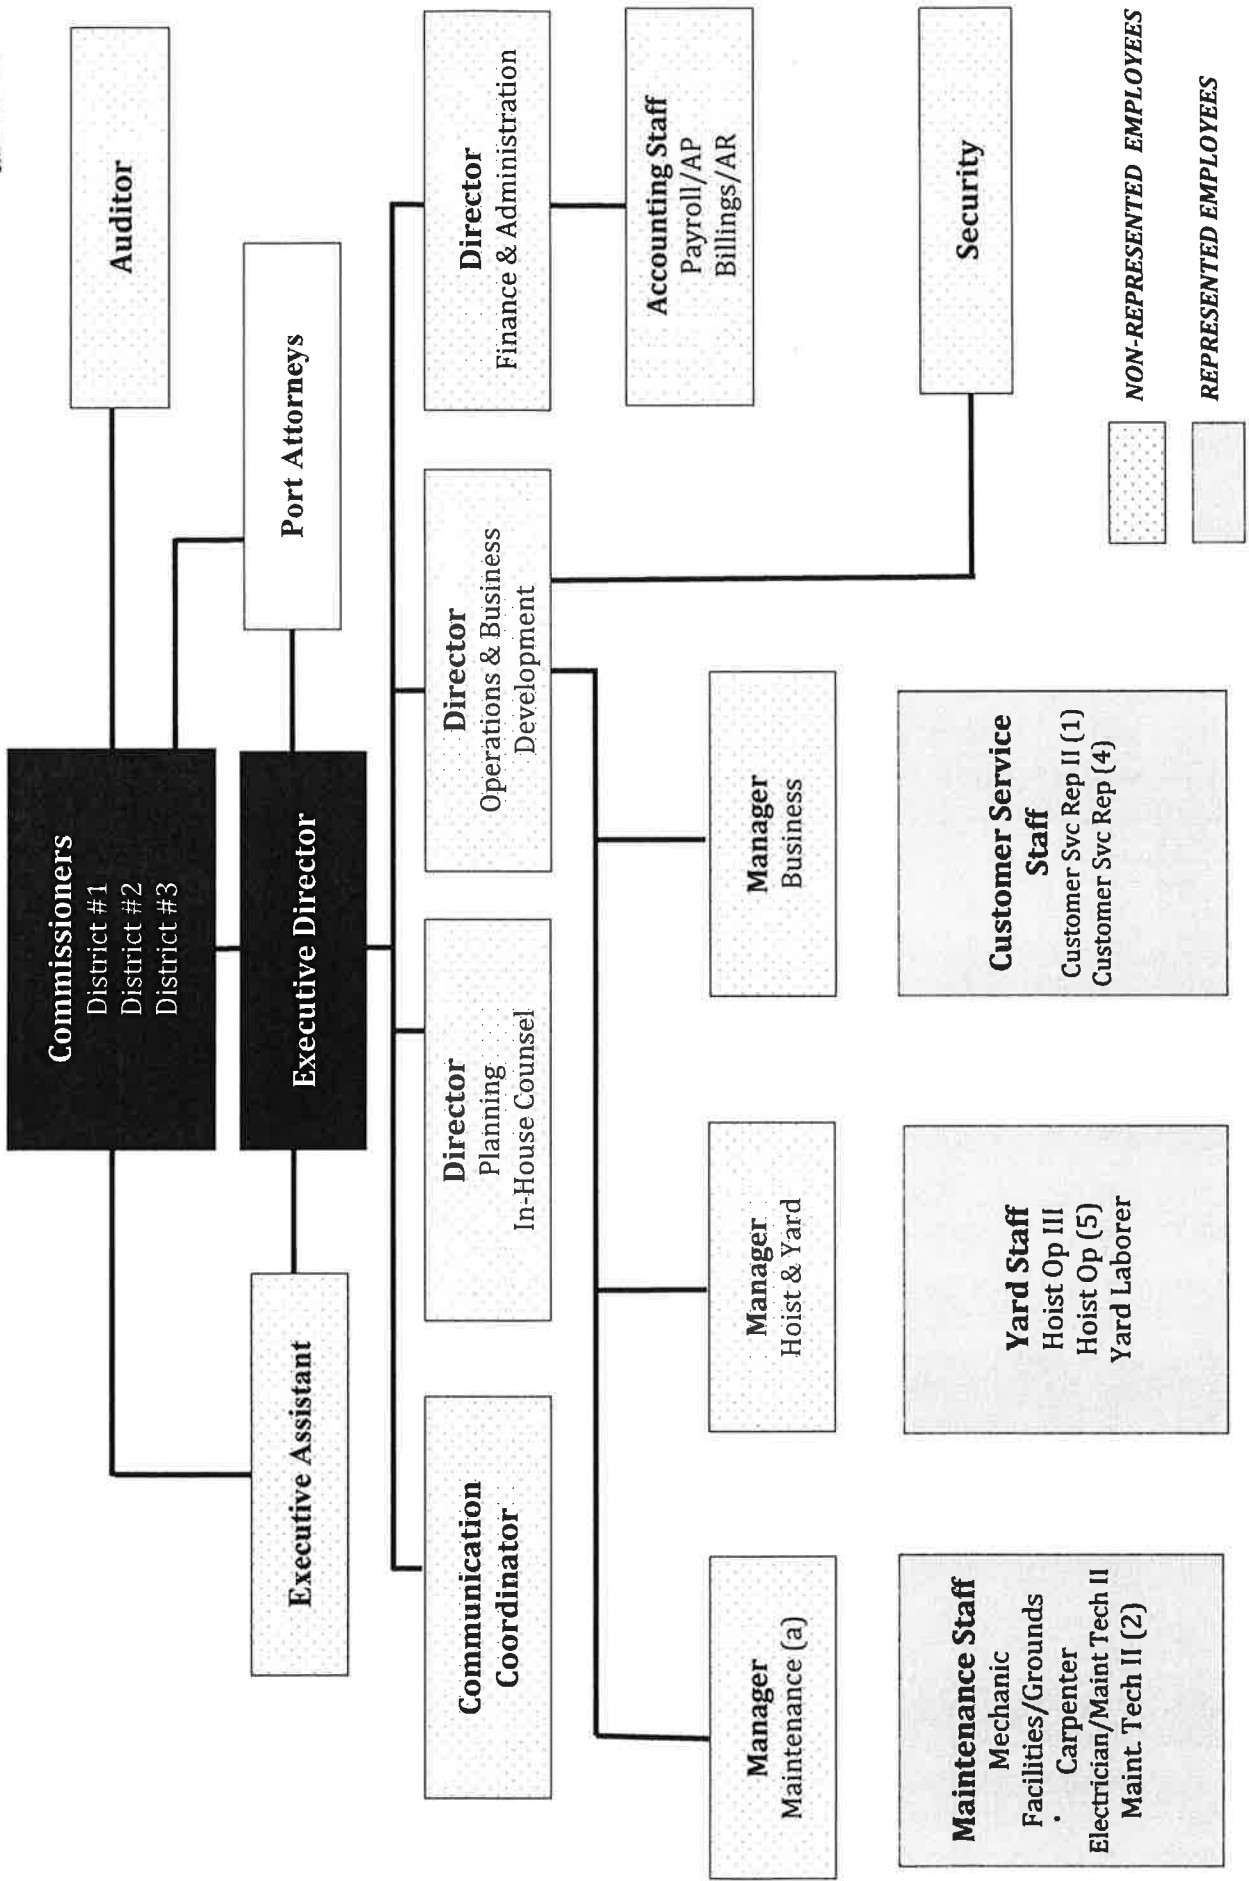 Commissioners
District #1
District #2
District #3
Auditor
Executive Assistant
Executive Director
Port Attorneys
Communication
Coordinator
Director
Planning
In-House Counsel
Director
Operations & Business
Development
Director
Finance & Administration
Accounting Staff
Payroll/AP
Billings/AR
Manager
Maintenance (a)
Manager
Hoist & Yard
Manager
Business
Security
Maintenance Staff
Mechanic
Facilities/Grounds
Carpenter
Electrician/Maint Tech II
Maint. Tech II (2)
Yard Staff
Hoist Op III
Hoist Op (5)
Yard Laborer
Customer Service
Staff
Customer Svc Rep II (1)
Customer Svc Rep (4)
NON-REPRESENTED EMPLOYEES
REPRESENTED EMPLOYEES